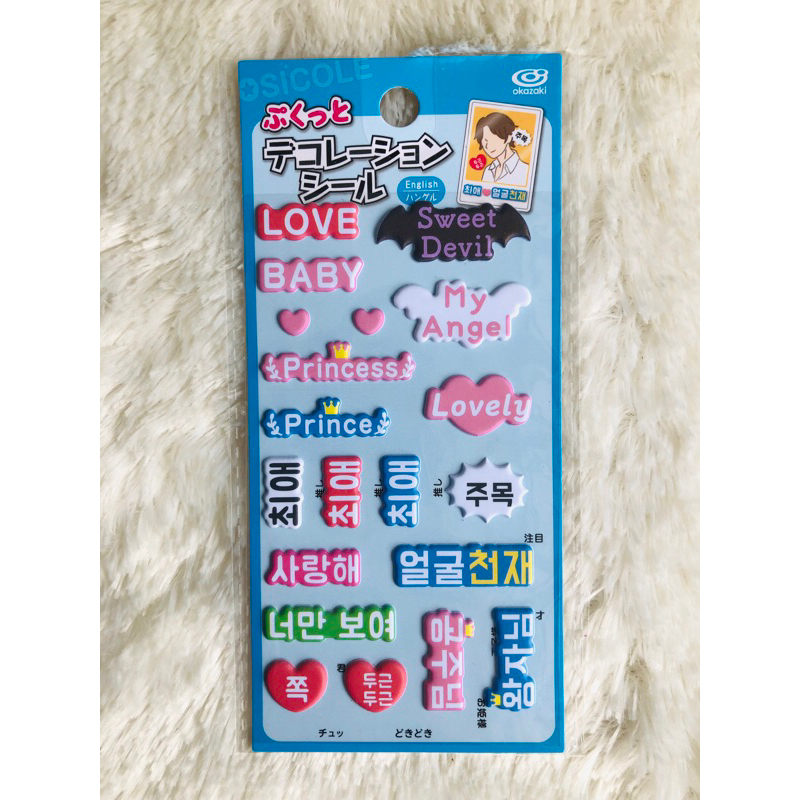 OSiCOLE
okazaki
ぷくっと
デコレーション
シール
English
ハングル
주목
최애 얼굴천재
LOVE
Sweet
Devil
BABY
My
Angel
Princess
Lovely
Prince
최애
推し
최애
推し
최애
推し
주목
注目
사랑해
얼굴천재
너만 보여
君
공주님
お姫様
왕자님
쪽
チュッ
두근
두근
どきどき